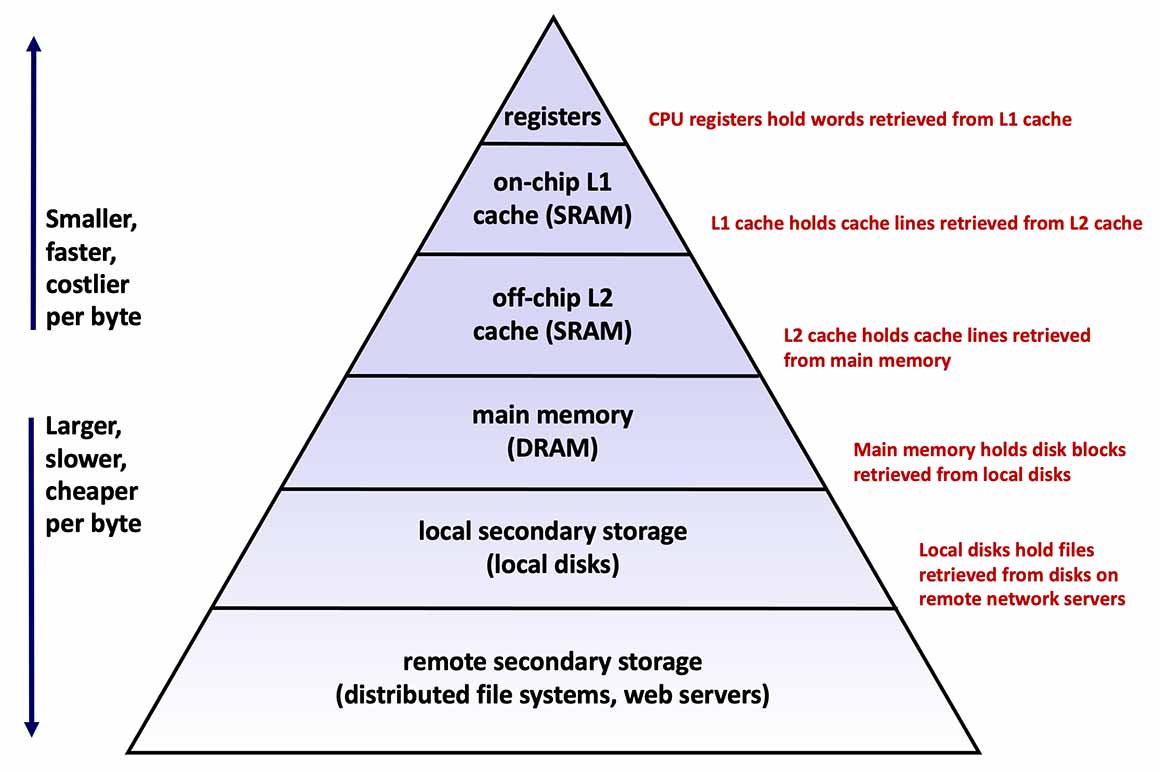 registers
CPU registers hold words retrieved from L1 cache
on-chip L1
cache (SRAM)
L1 cache holds cache lines retrieved from L2 cache
Smaller,
faster,
costlier
per byte
off-chip L2
cache (SRAM)
L2 cache holds cache lines retrieved
from main memory
main memory
(DRAM)
Main memory holds disk blocks
retrieved from local disks
Larger,
slower,
cheaper
per byte
local secondary storage
(local disks)
Local disks hold files
retrieved from disks on
remote network servers
remote secondary storage
(distributed file systems, web servers)